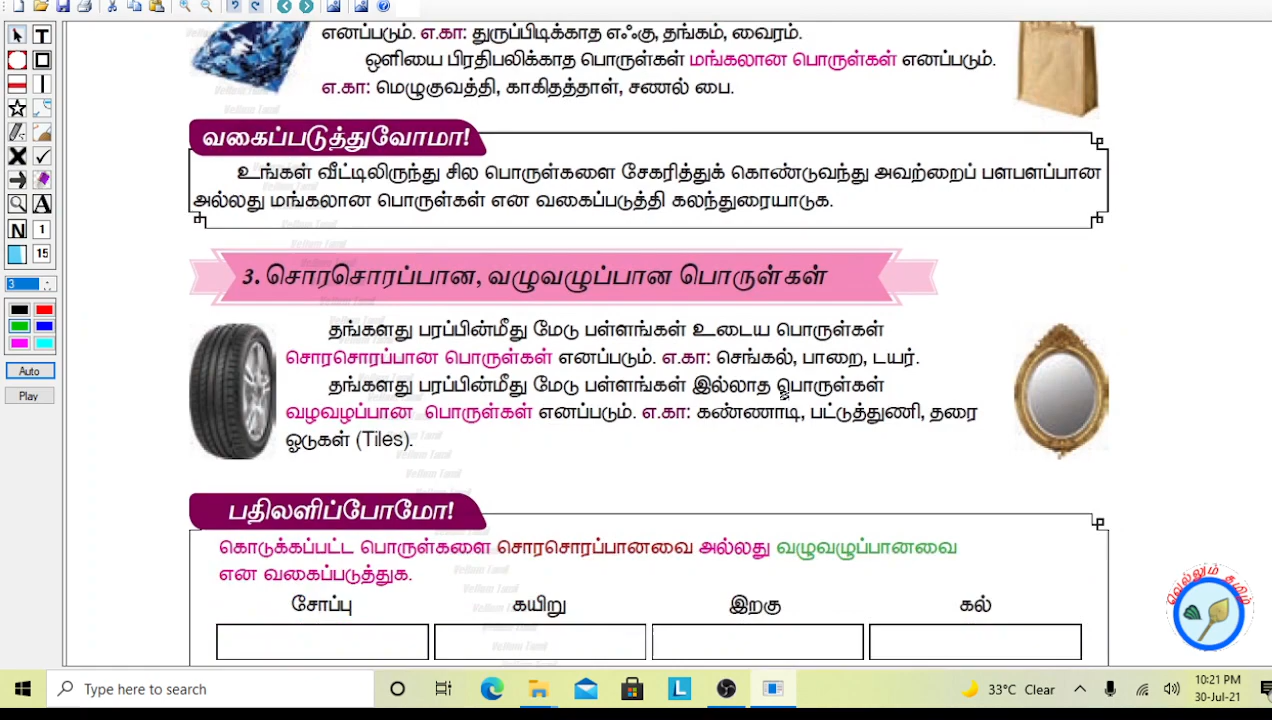 எனப்படும். எ.கா: துருப்பிடிக்காத எஃகு, தங்கம், வைரம்.
ஒளியை பிரதிபலிக்காத பொருள்கள் மங்கலான பொருள்கள் எனப்படும்.
எ.கா: மெழுகுவத்தி, காகிதத்தாள், சணல் பை.
வகைப்படுத்துவோமா!
உங்கள் வீட்டிலிருந்து சில பொருள்களை சேகரித்துக் கொண்டுவந்து அவற்றைப் பளபளப்பான
அல்லது மங்கலான பொருள்கள் என வகைப்படுத்தி கலந்துரையாடுக.
3. சொரசொரப்பான, வழுவழுப்பான பொருள்கள்
தங்களது பரப்பின்மீது மேடு பள்ளங்கள் உடைய பொருள்கள்
சொரசொரப்பான பொருள்கள் எனப்படும். எ.கா: செங்கல், பாறை, டயர்.
தங்களது பரப்பின்மீது மேடு பள்ளங்கள் இல்லாத பொருள்கள்
வழவழப்பான பொருள்கள் எனப்படும். எ.கா: கண்ணாடி, பட்டுத்துணி, தரை
ஓடுகள் (Tiles).
பதிலளிப்போமோ!
கொடுக்கப்பட்ட பொருள்களை சொரசொரப்பானவை அல்லது வழுவழுப்பானவை
என வகைப்படுத்துக.
சோப்பு கயிறு இறகு கல்
வெல்லும் தமிழ்
T
A
N 1
15
3
Auto
Play
Type here to search
33°C Clear
10:21 PM
30-Jul-21